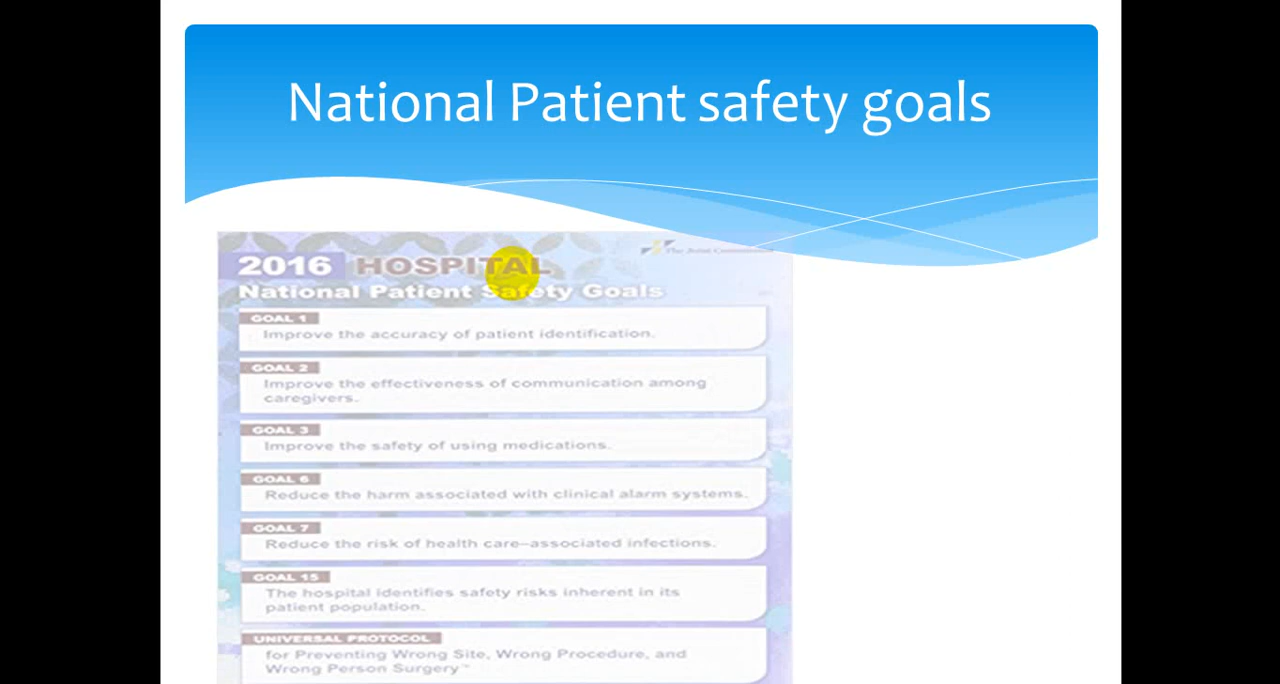 National Patient safety goals
The Joint Commission
2016 HOSPITAL
National Patient Safety Goals
GOAL 1
Improve the accuracy of patient identification.
GOAL 2
Improve the effectiveness of communication among
caregivers.
GOAL 3
Improve the safety of using medications.
GOAL 6
Reduce the harm associated with clinical alarm systems.
GOAL 7
Reduce the risk of health care–associated infections.
GOAL 15
The hospital identifies safety risks inherent in its
patient population.
UNIVERSAL PROTOCOL
for Preventing Wrong Site, Wrong Procedure, and
Wrong Person Surgery™